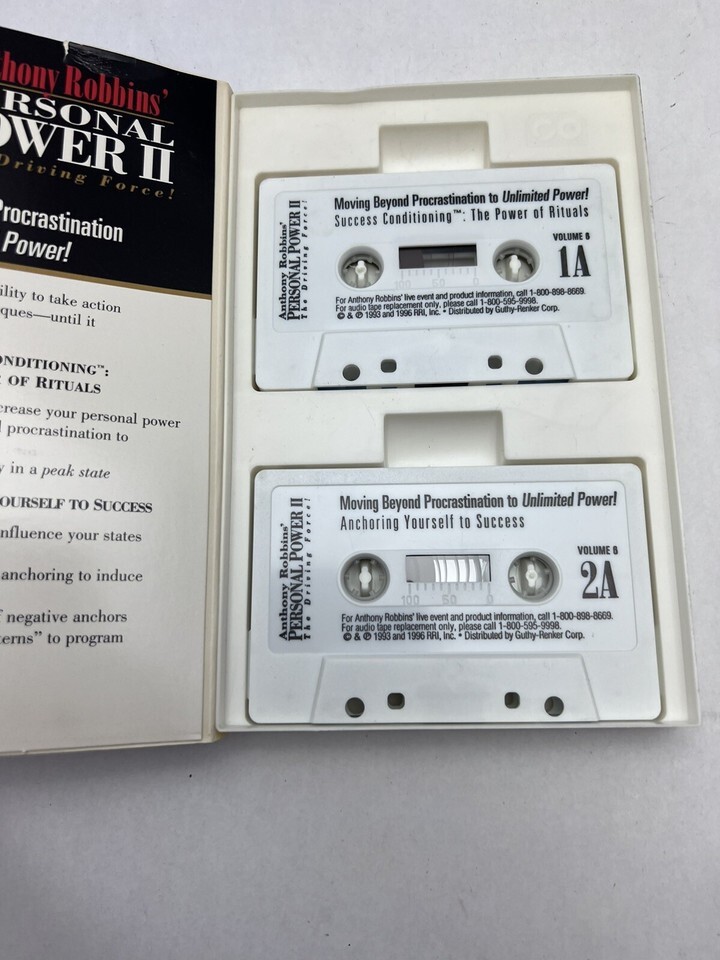 hony Robbins'
RSONAL
OWER II
Driving Force!
Procrastination
Power!
ility to take action
ques—until it
ONDITIONING™:
OF RITUALS
crease your personal power
procrastination to
y in a peak state
OURSELF TO SUCCESS
nfluence your states
anchoring to induce
f negative anchors
terns" to program
Anthony Robbins'
PERSONAL POWER II
The Driving Force!
Moving Beyond Procrastination to Unlimited Power!
Success Conditioning™: The Power of Rituals
VOLUME 6
1A
100 50 0
For Anthony Robbins' live event and product information, call 1-800-898-8669.
For audio tape replacement only, please call 1-800-595-9998.
© & ℗ 1993 and 1996 RRI, Inc. • Distributed by Guthy-Renker Corp.
Anthony Robbins'
PERSONAL POWER II
The Driving Force!
Moving Beyond Procrastination to Unlimited Power!
Anchoring Yourself to Success
VOLUME 6
2A
100 50 0
For Anthony Robbins' live event and product information, call 1-800-898-8669.
For audio tape replacement only, please call 1-800-595-9998.
© & ℗ 1993 and 1996 RRI, Inc. • Distributed by Guthy-Renker Corp.